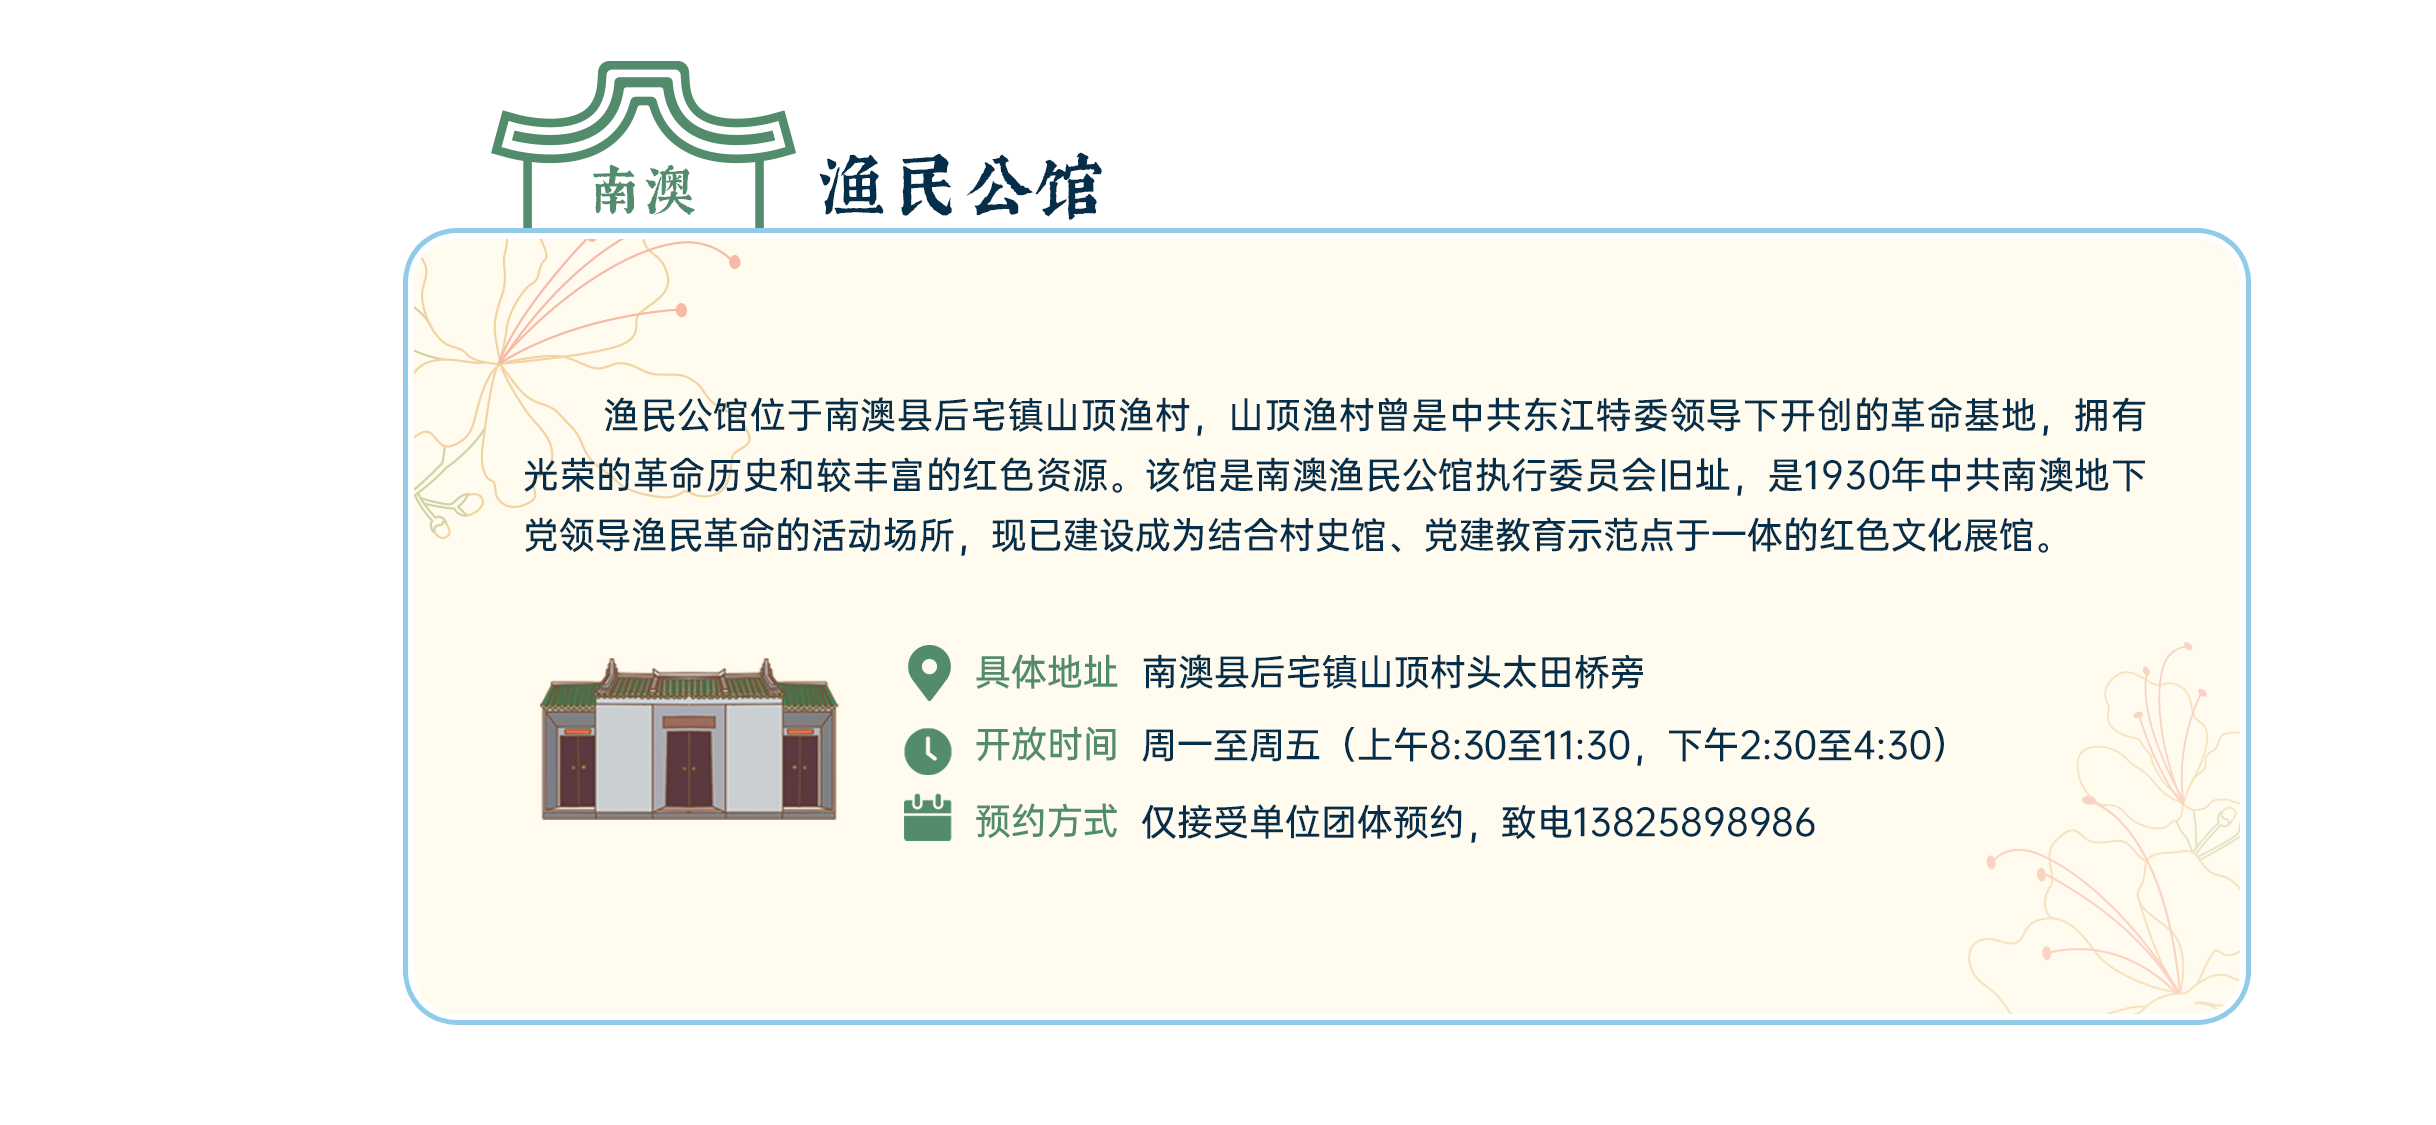 南澳
渔民公馆
渔民公馆位于南澳县后宅镇山顶渔村，山顶渔村曾是中共东江特委领导下开创的革命基地，拥有
光荣的革命历史和较丰富的红色资源。该馆是南澳渔民公馆执行委员会旧址，是1930年中共南澳地下
党领导渔民革命的活动场所，现已建设成为结合村史馆、党建教育示范点于一体的红色文化展馆。
具体地址 南澳县后宅镇山顶村头太田桥旁
开放时间 周一至周五（上午8:30至11:30，下午2:30至4:30）
预约方式 仅接受单位团体预约，致电13825898986